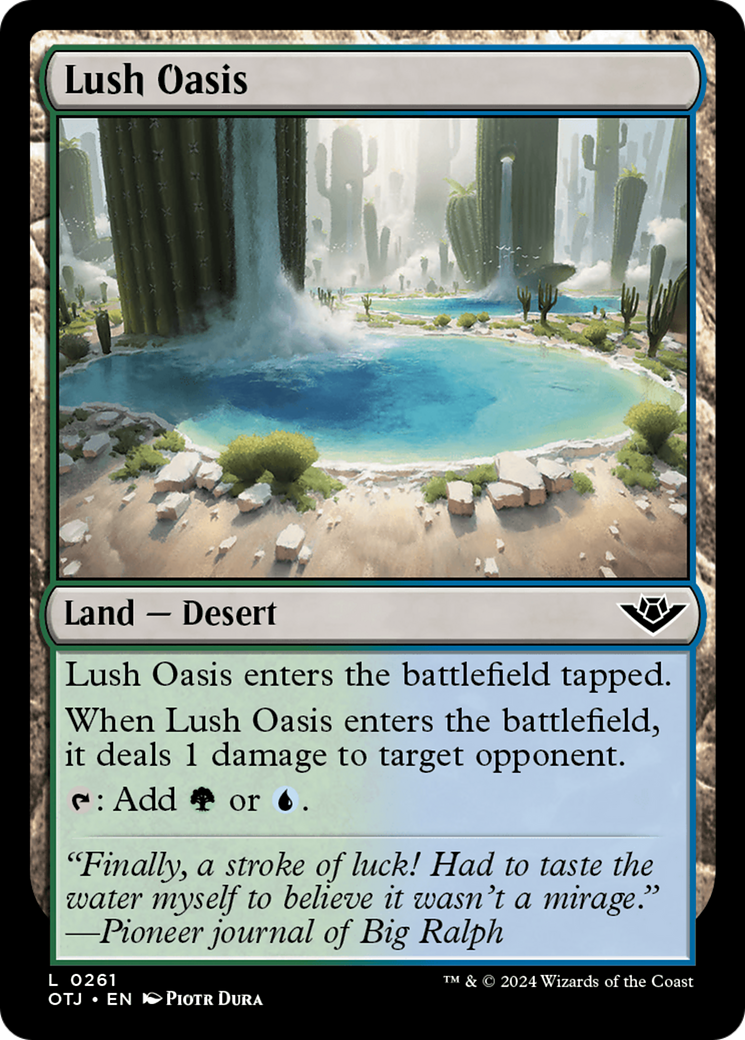 Lush Oasis
Land — Desert
Lush Oasis enters the battlefield tapped.
When Lush Oasis enters the battlefield,
it deals 1 damage to target opponent.
: Add or .
“Finally, a stroke of luck! Had to taste the
water myself to believe it wasn’t a mirage.”
—Pioneer journal of Big Ralph
L 0261
OTJ • EN Piotr Dura
™ & © 2024 Wizards of the Coast